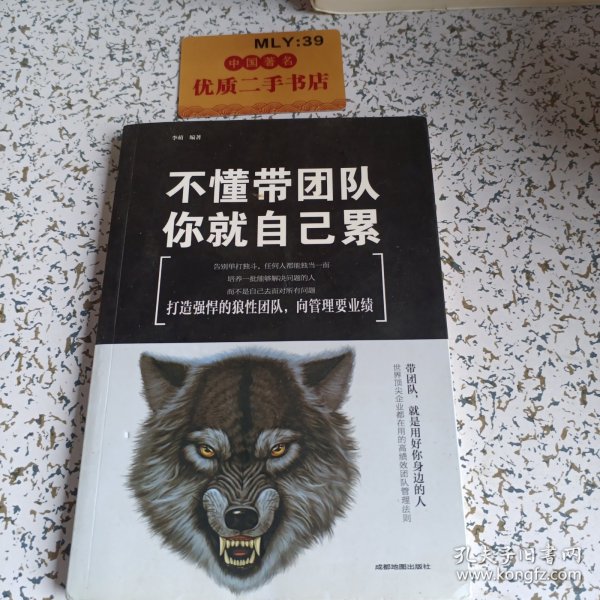 MLY:39
中国著名
优质二手书店
李萌 编著
不懂带团队
你就自己累
告别单打独斗，任何人都能独当一面
培养一批能够解决问题的人
而不是自己去面对所有问题
打造强悍的狼性团队，向管理要业绩
带团队，就是用好你身边的人
世界顶尖企业都在用的高绩效团队管理法则
成都地图出版社
孔夫子旧书网
www.kongfz.com